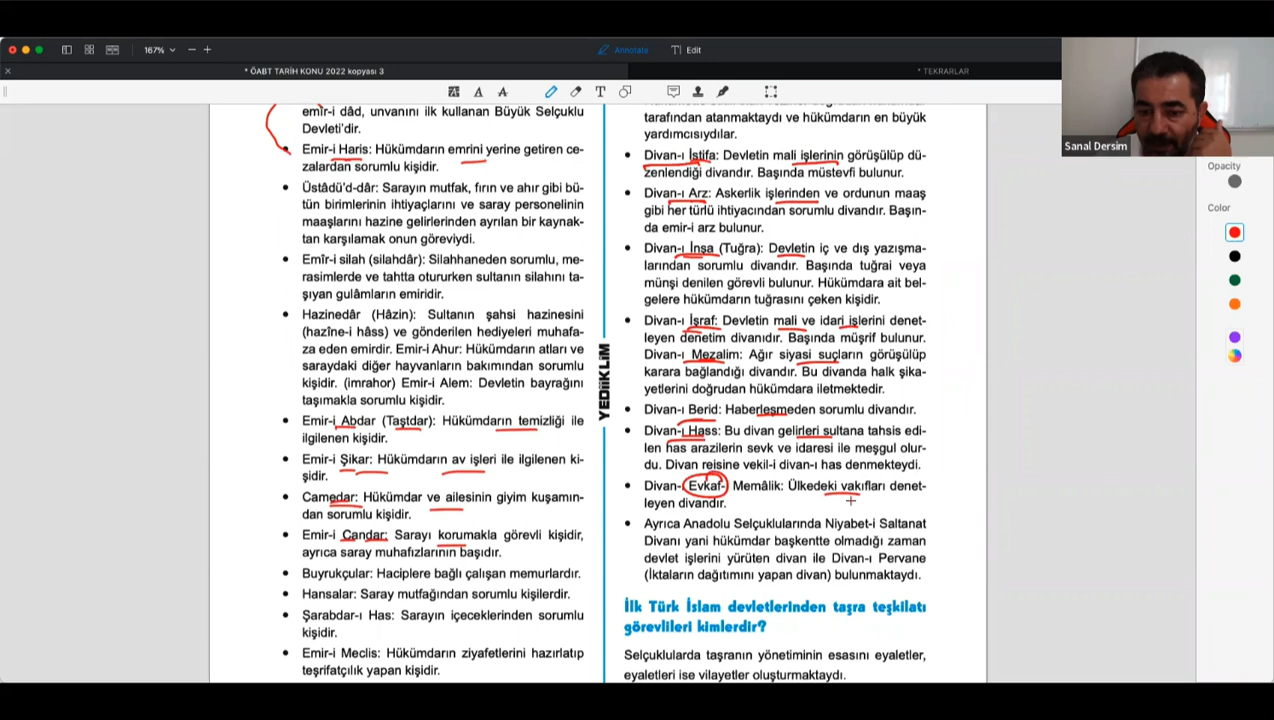 167%
Annotate
Edit
* ÖABT TARİH KONU 2022 kopyası 3
* TEKRARLAR
Sanal Dersim
Opacity
Color
emîr-i dâd, unvanını ilk kullanan Büyük Selçuklu
Devleti'dir.
Emir-i Haris: Hükümdarın emrini yerine getiren ce-
zalardan sorumlu kişidir.
Üstâdü'd-dâr: Sarayın mutfak, fırın ve ahır gibi bü-
tün birimlerinin ihtiyaçlarını ve saray personelinin
maaşlarını hazine gelirlerinden ayrılan bir kaynak-
tan karşılamak onun göreviydi.
Emîr-i silah (silahdâr): Silahhaneden sorumlu, me-
rasimlerde ve tahtta otururken sultanın silahını ta-
şıyan gulâmların emiridir.
Hazinedâr (Hâzin): Sultanın şahsi hazinesini
(hazîne-i hâss) ve gönderilen hediyeleri muhafa-
za eden emirdir. Emir-i Ahur: Hükümdarın atları ve
saraydaki diğer hayvanların bakımından sorumlu
kişidir. (imrahor) Emir-i Alem: Devletin bayrağını
taşımakla sorumlu kişidir.
Emir-i Abdar (Taştdar): Hükümdarın temizliği ile
ilgilenen kişidir.
Emir-i Şikar: Hükümdarın av işleri ile ilgilenen ki-
şidir.
Camedar: Hükümdar ve ailesinin giyim kuşamın-
dan sorumlu kişidir.
Emir-i Candar: Sarayı korumakla görevli kişidir,
ayrıca saray muhafızlarının başıdır.
Buyrukçular: Haciplere bağlı çalışan memurlardır.
Hansalar: Saray mutfağından sorumlu kişilerdir.
Şarabdar-ı Has: Sarayın içeceklerinden sorumlu
kişidir.
Emir-i Meclis: Hükümdarın ziyafetlerini hazırlatıp
teşrifatçılık yapan kişidir.
YEDİİKLİM
tarafından atanmaktaydı ve hükümdarın en büyük
yardımcısıydılar.
Divan-ı İstifa: Devletin mali işlerinin görüşülüp dü-
zenlendiği divandır. Başında müstevfi bulunur.
Divan-ı Arz: Askerlik işlerinden ve ordunun maaş
gibi her türlü ihtiyacından sorumlu divandır. Başın-
da emir-i arz bulunur.
Divan-ı İnşa (Tuğra): Devletin iç ve dış yazışma-
larından sorumlu divandır. Başında tuğrai veya
münşi denilen görevli bulunur. Hükümdara ait bel-
gelere hükümdarın tuğrasını çeken kişidir.
Divan-ı İşraf: Devletin mali ve idari işlerini denet-
leyen denetim divanıdır. Başında müşrif bulunur.
Divan-ı Mezalim: Ağır siyasi suçların görüşülüp
karara bağlandığı divandır. Bu divanda halk şika-
yetlerini doğrudan hükümdara iletmektedir.
Divan-ı Berid: Haberleşmeden sorumlu divandır.
Divan-ı Hass: Bu divan gelirleri sultana tahsis edi-
len has arazilerin sevk ve idaresi ile meşgul olur-
du. Divan reisine vekil-i divan-ı has denmekteydi.
Divan- Evkaf- Memâlik: Ülkedeki vakıfları denet-
leyen divandır.
Ayrıca Anadolu Selçuklularında Niyabet-i Saltanat
Divanı yani hükümdar başkentte olmadığı zaman
devlet işlerini yürüten divan ile Divan-ı Pervane
(İktaların dağıtımını yapan divan) bulunmaktaydı.
İlk Türk İslam devletlerinden taşra teşkilatı
görevlileri kimlerdir?
Selçuklularda taşranın yönetiminin esasını eyaletler,
eyaletleri ise vilayetler oluşturmaktaydı.